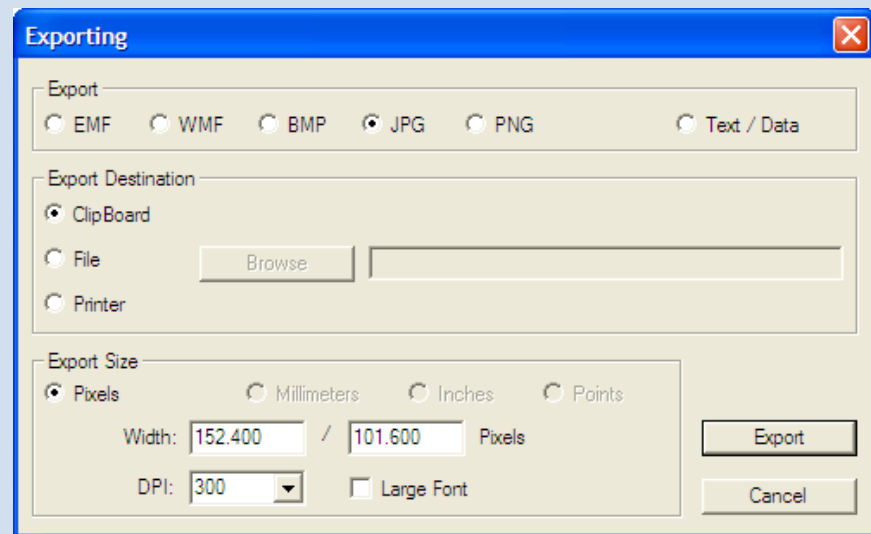 Exporting
Export
EMF WMF BMP JPG PNG Text / Data
Export Destination
ClipBoard
File Browse
Printer
Export Size
Pixels Millimeters Inches Points
Width: 152.400 / 101.600 Pixels
Export
DPI: 300 Large Font
Cancel